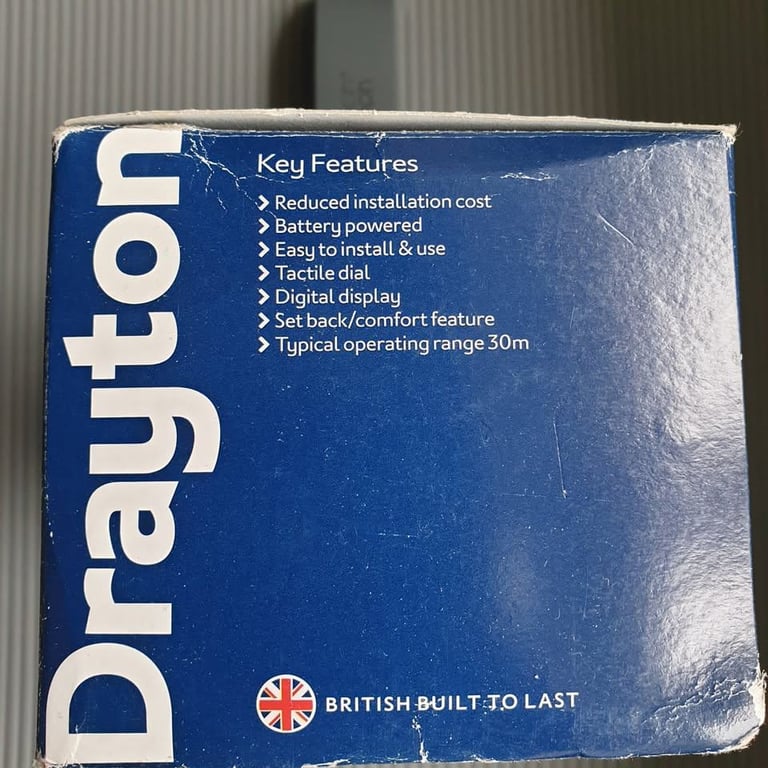 Drayton
Key Features
Reduced installation cost
Battery powered
Easy to install & use
Tactile dial
Digital display
Set back/comfort feature
Typical operating range 30m
BRITISH BUILT TO LAST